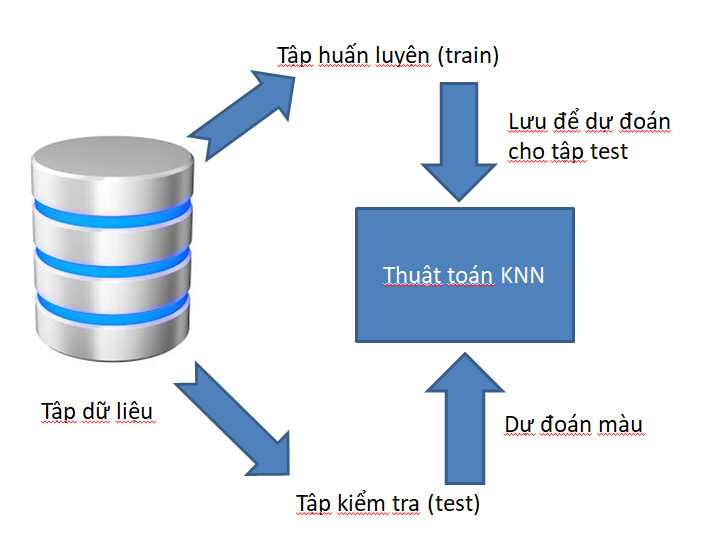 Tập huấn luyện (train)
Lưu để dự đoán
cho tập test
Thuật toán KNN
Tập dữ liệu
Dự đoán màu
Tập kiểm tra (test)